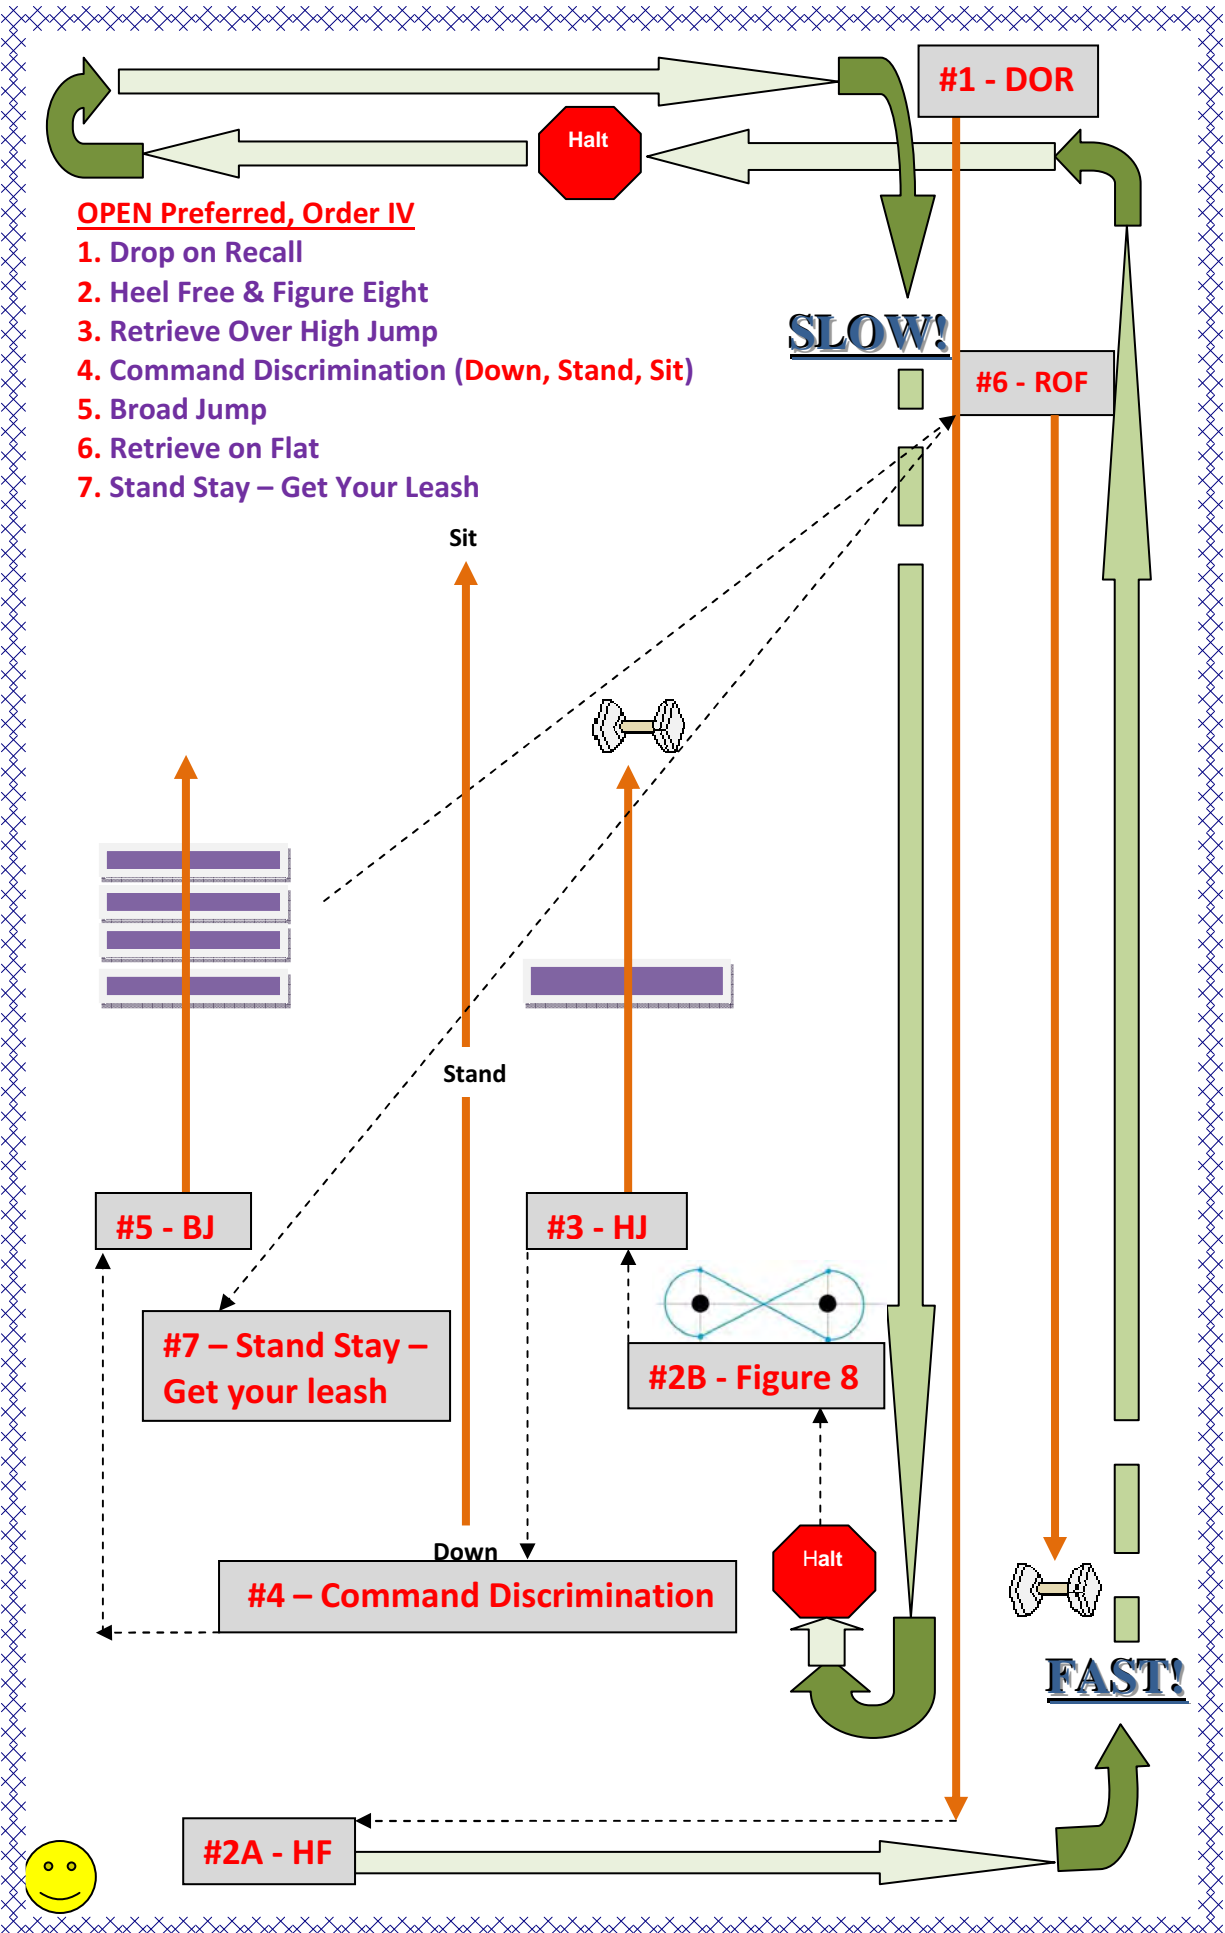 #1 - DOR
Halt
OPEN Preferred, Order IV
1. Drop on Recall
2. Heel Free & Figure Eight
3. Retrieve Over High Jump
4. Command Discrimination (Down, Stand, Sit)
5. Broad Jump
6. Retrieve on Flat
7. Stand Stay – Get Your Leash
SLOW!
#6 - ROF
Sit
Stand
#5 - BJ
#3 - HJ
#7 – Stand Stay –
Get your leash
#2B - Figure 8
Down
Halt
#4 – Command Discrimination
FAST!
#2A - HF